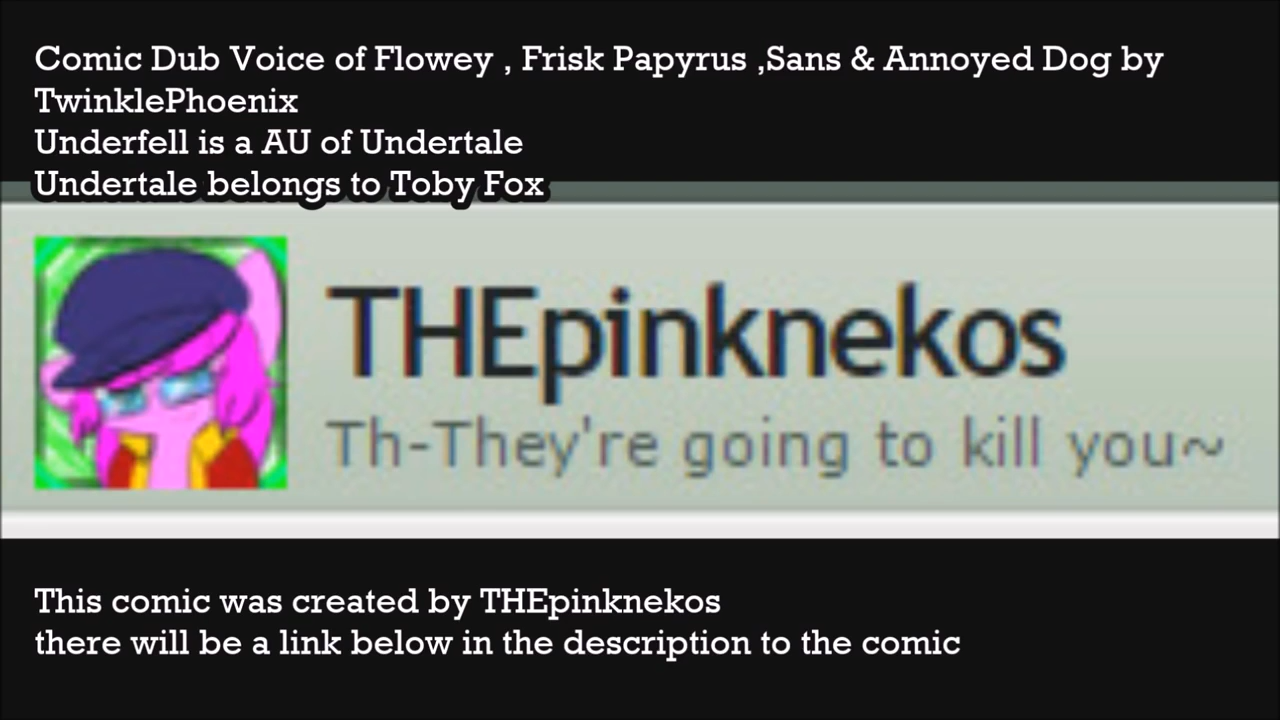 Comic Dub Voice of Flowey , Frisk Papyrus ,Sans & Annoyed Dog by
TwinklePhoenix
Underfell is a AU of Undertale
Undertale belongs to Toby Fox
THEpinknekos
Th-They're going to kill you~
This comic was created by THEpinknekos
there will be a link below in the description to the comic